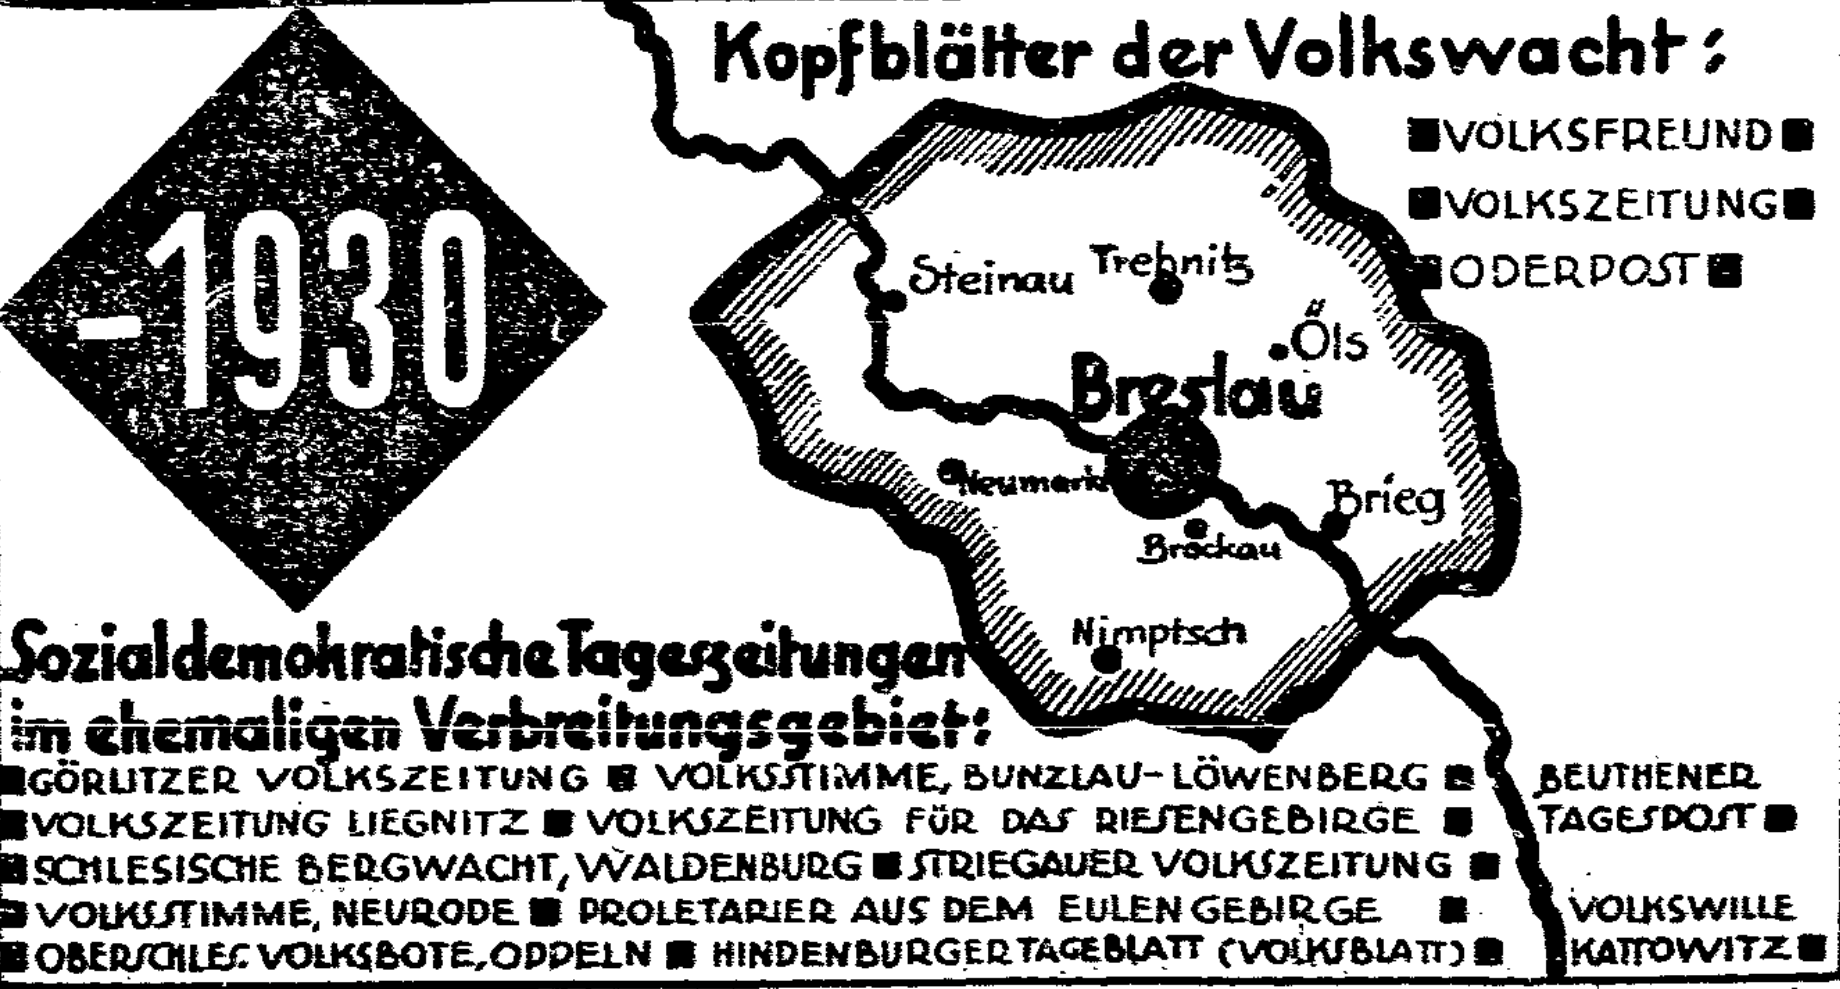 -1930
Kopfblätter der Volkswacht:
■ VOLKSFREUND ■
■ VOLKSZEITUNG ■
■ ODERPOST ■
Steinau
Trebnitz
Öls
Breslau
Neumarkt
Brockau
Brieg
Nimptsch
Sozialdemokratische Tageszeitungen
im ehemaligen Verbreitungsgebiet:
■ GÖRLITZER VOLKSZEITUNG ■ VOLKSSTIMME, BUNZLAU-LÖWENBERG ■
■ VOLKSZEITUNG LIEGNITZ ■ VOLKSZEITUNG FÜR DAS RIESENGEBIRGE ■
■ SCHLESISCHE BERGWACHT, WALDENBURG ■ STRIEGAUER VOLKSZEITUNG ■
■ VOLKSSTIMME, NEURODE ■ PROLETARIER AUS DEM EULENGEBIRGE ■
■ OBERSCHLES. VOLKSBOTE, OPPELN ■ HINDENBURGER TAGEBLATT (VOLKSBLATT) ■
BEUTHENER
TAGESPOST ■
VOLKSWILLE
KATTOWITZ ■